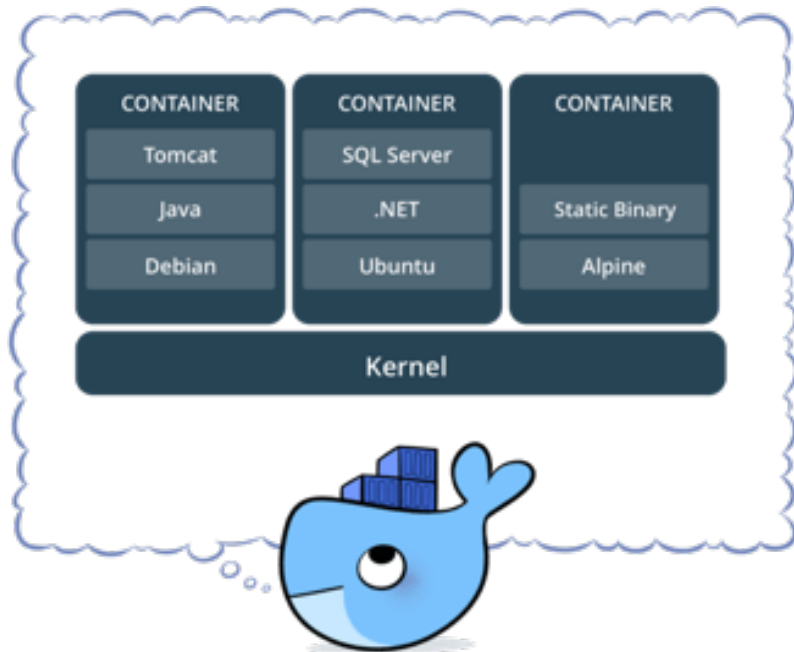 CONTAINER
Tomcat
Java
Debian
CONTAINER
SQL Server
.NET
Ubuntu
CONTAINER
Static Binary
Alpine
Kernel